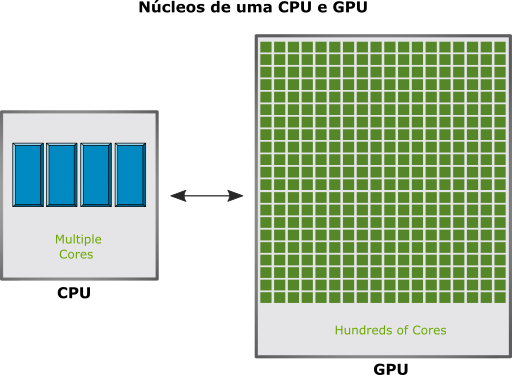 Núcleos de uma CPU e GPU
Multiple
Cores
CPU
Hundreds of Cores
GPU